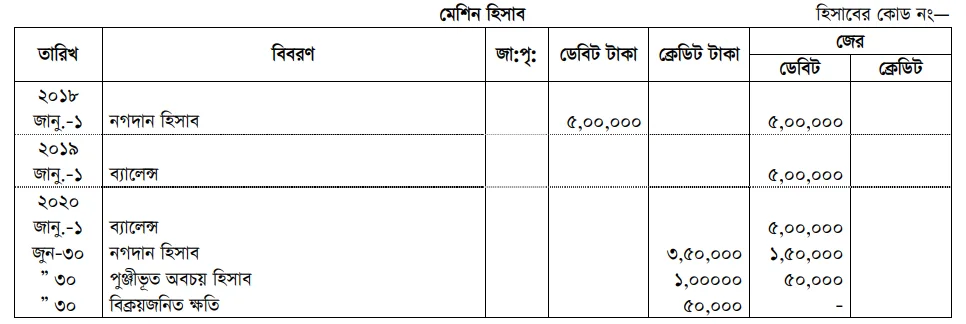 মেশিন হিসাব হিসাবের কোড নং—
তারিখ বিবরণ জা:পৃ: ডেবিট টাকা ক্রেডিট টাকা জের
ডেবিট ক্রেডিট
২০১৮
জানু.-১ নগদান হিসাব ৫,০০,০০০ ৫,০০,০০০
২০১৯
জানু.-১ ব্যালেন্স ৫,০০,০০০
২০২০
জানু.-১ ব্যালেন্স ৫,০০,০০০
জুন-৩০ নগদান হিসাব ৩,৫০,০০০ ১,৫০,০০০
” ৩০ পুঞ্জীভূত অবচয় হিসাব ১,০০০০০ ৫০,০০০
” ৩০ বিক্রয়জনিত ক্ষতি ৫০,০০০ -